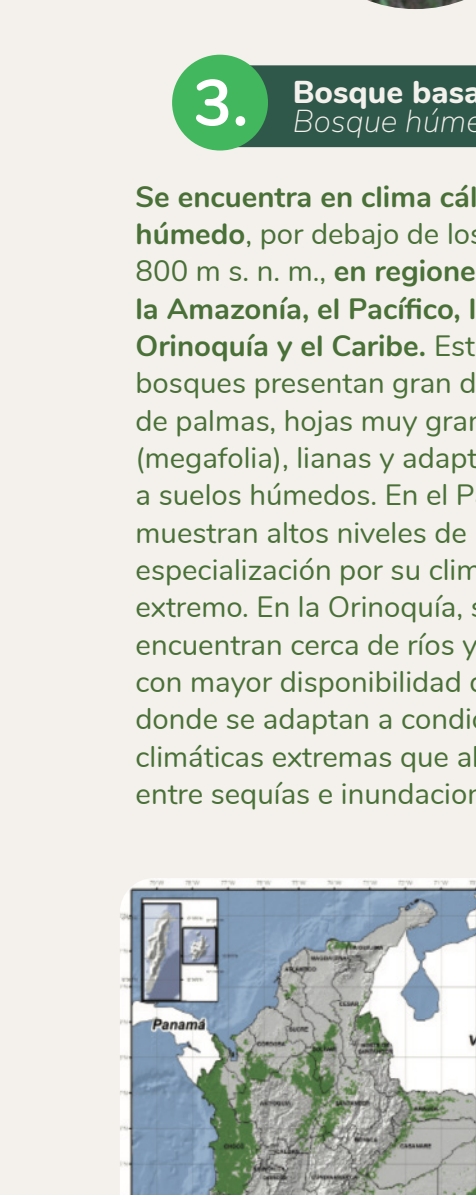 3.
Bosque basa
Bosque húme
Se encuentra en clima cál
húmedo, por debajo de los
800 m s. n. m., en regione
la Amazonía, el Pacífico, l
Orinoquía y el Caribe. Est
bosques presentan gran d
de palmas, hojas muy gran
(megafolia), lianas y adapt
a suelos húmedos. En el P
muestran altos niveles de
especialización por su clim
extremo. En la Orinoquía, s
encuentran cerca de ríos y
con mayor disponibilidad
donde se adaptan a condi
climáticas extremas que al
entre sequías e inundacion
Panamá
SUCRE
CESAR